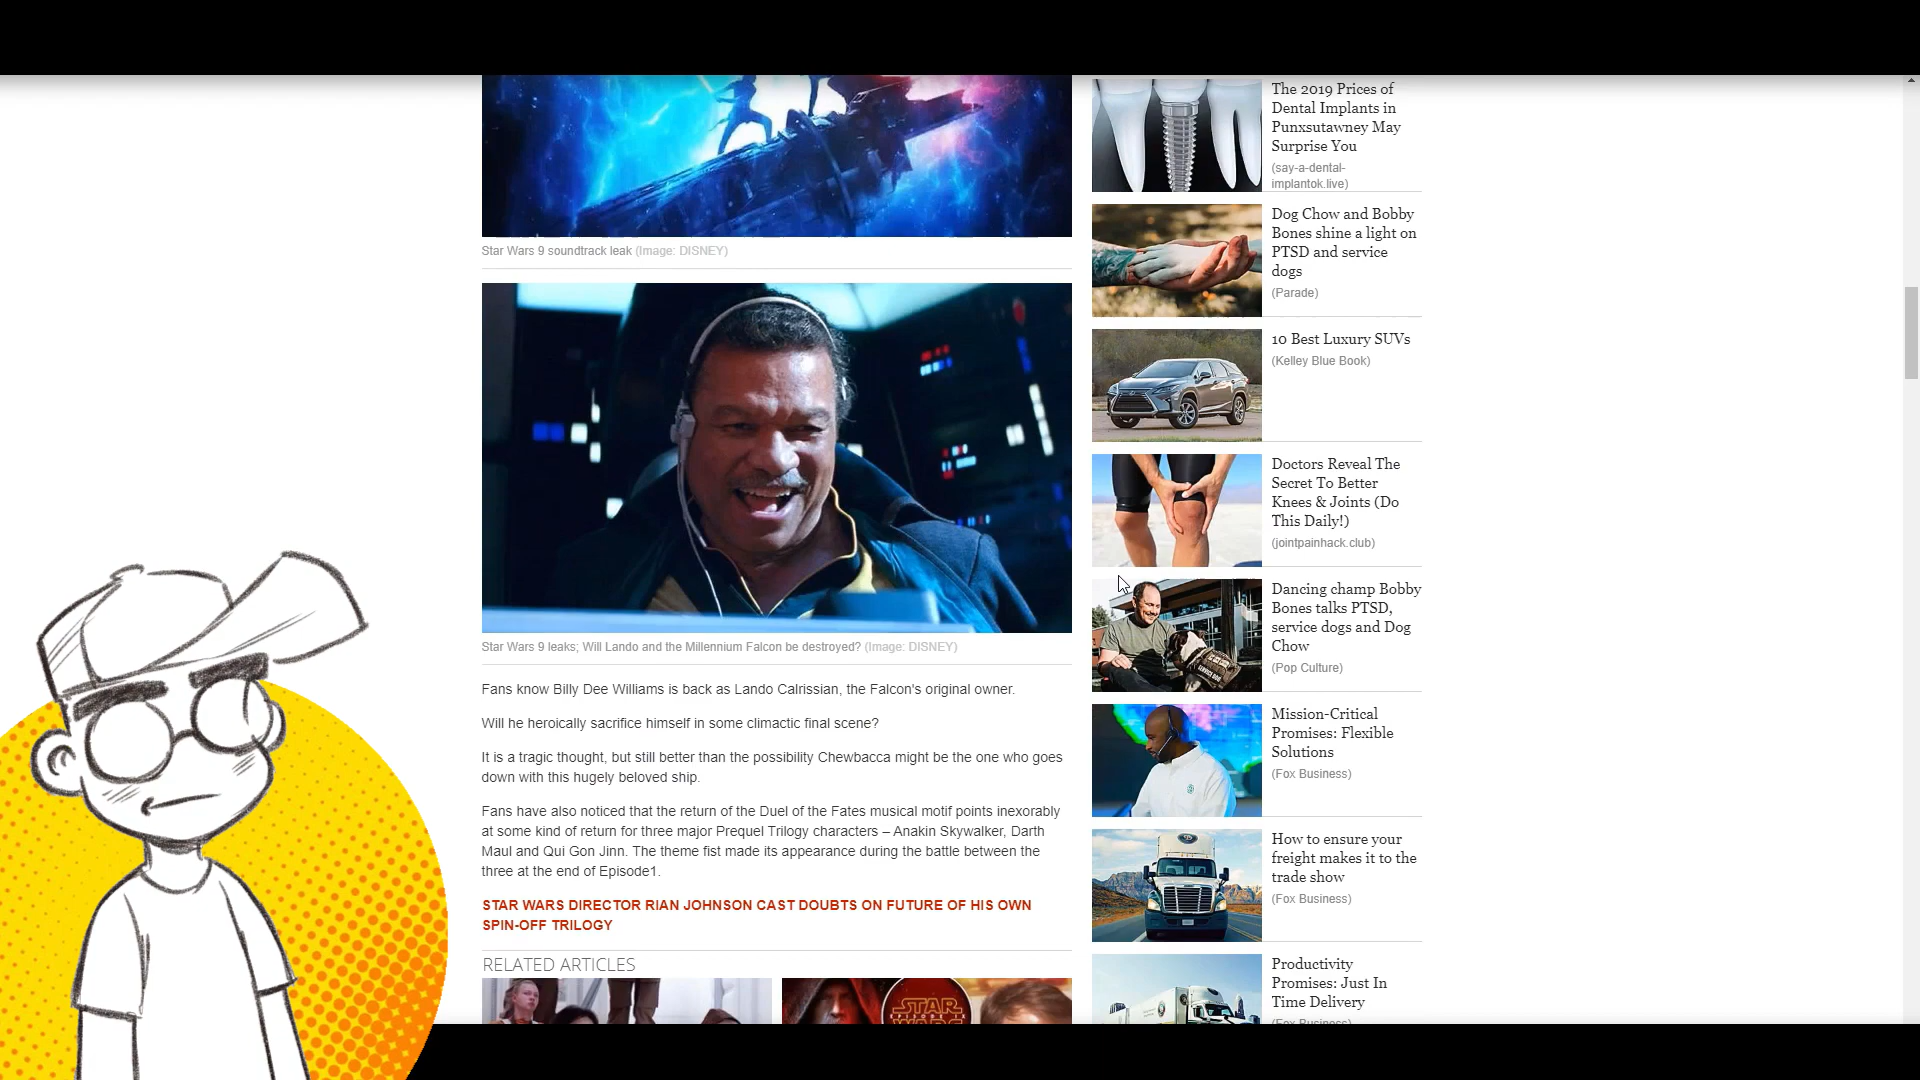 Star Wars 9 soundtrack leak (Image: DISNEY)
Star Wars 9 leaks; Will Lando and the Millennium Falcon be destroyed? (Image: DISNEY)
Fans know Billy Dee Williams is back as Lando Calrissian, the Falcon's original owner.
Will he heroically sacrifice himself in some climactic final scene?
It is a tragic thought, but still better than the possibility Chewbacca might be the one who goes
down with this hugely beloved ship.
Fans have also noticed that the return of the Duel of the Fates musical motif points inexorably
at some kind of return for three major Prequel Trilogy characters – Anakin Skywalker, Darth
Maul and Qui Gon Jinn. The theme fist made its appearance during the battle between the
three at the end of Episode1.
STAR WARS DIRECTOR RIAN JOHNSON CAST DOUBTS ON FUTURE OF HIS OWN
SPIN-OFF TRILOGY
RELATED ARTICLES
STAR
EPISODE IX
WARS
The 2019 Prices of
Dental Implants in
Punxsutawney May
Surprise You
(say-a-dental-
implantok.live)
Dog Chow and Bobby
Bones shine a light on
PTSD and service
dogs
(Parade)
10 Best Luxury SUVs
(Kelley Blue Book)
Doctors Reveal The
Secret To Better
Knees & Joints (Do
This Daily!)
(jointpainhack.club)
Dancing champ Bobby
Bones talks PTSD,
service dogs and Dog
Chow
(Pop Culture)
Mission-Critical
Promises: Flexible
Solutions
(Fox Business)
How to ensure your
freight makes it to the
trade show
(Fox Business)
Productivity
Promises: Just In
Time Delivery
(Fox Business)